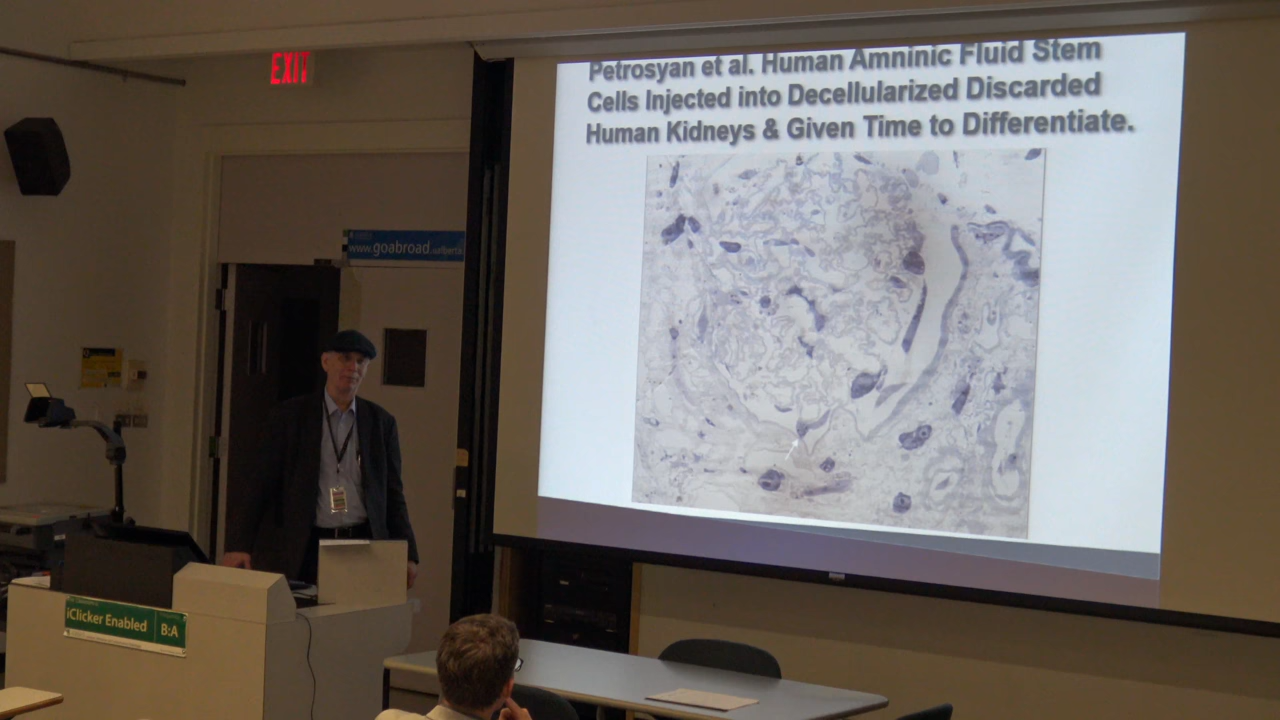 EXIT
Petrosyan et al. Human Amninic Fluid Stem
Cells Injected into Decellularized Discarded
Human Kidneys & Given Time to Differentiate.
www.goabroad.ualberta
iClicker Enabled
B:A